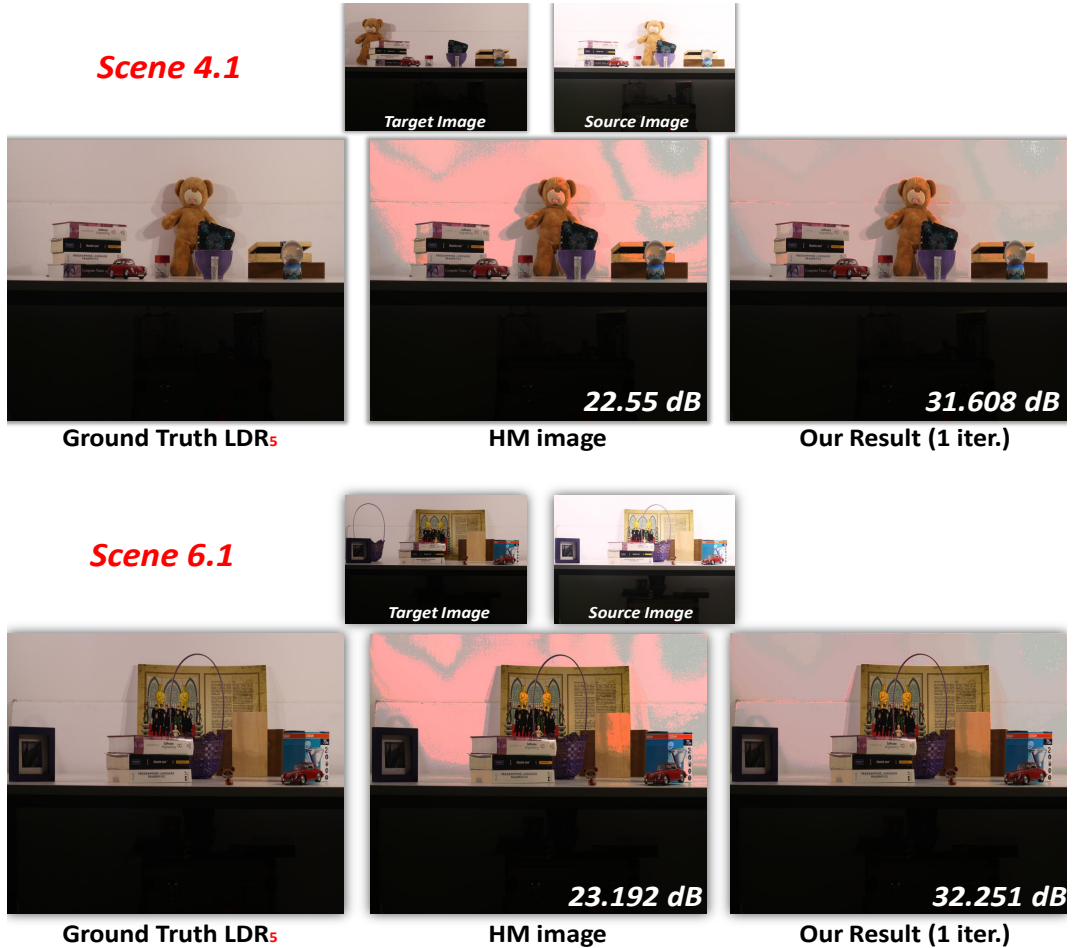 Scene 4.1
Target Image
Source Image
22.55 dB
31.608 dB
Ground Truth LDR5
HM image
Our Result (1 iter.)
Scene 6.1
Target Image
Source Image
23.192 dB
32.251 dB
Ground Truth LDR5
HM image
Our Result (1 iter.)